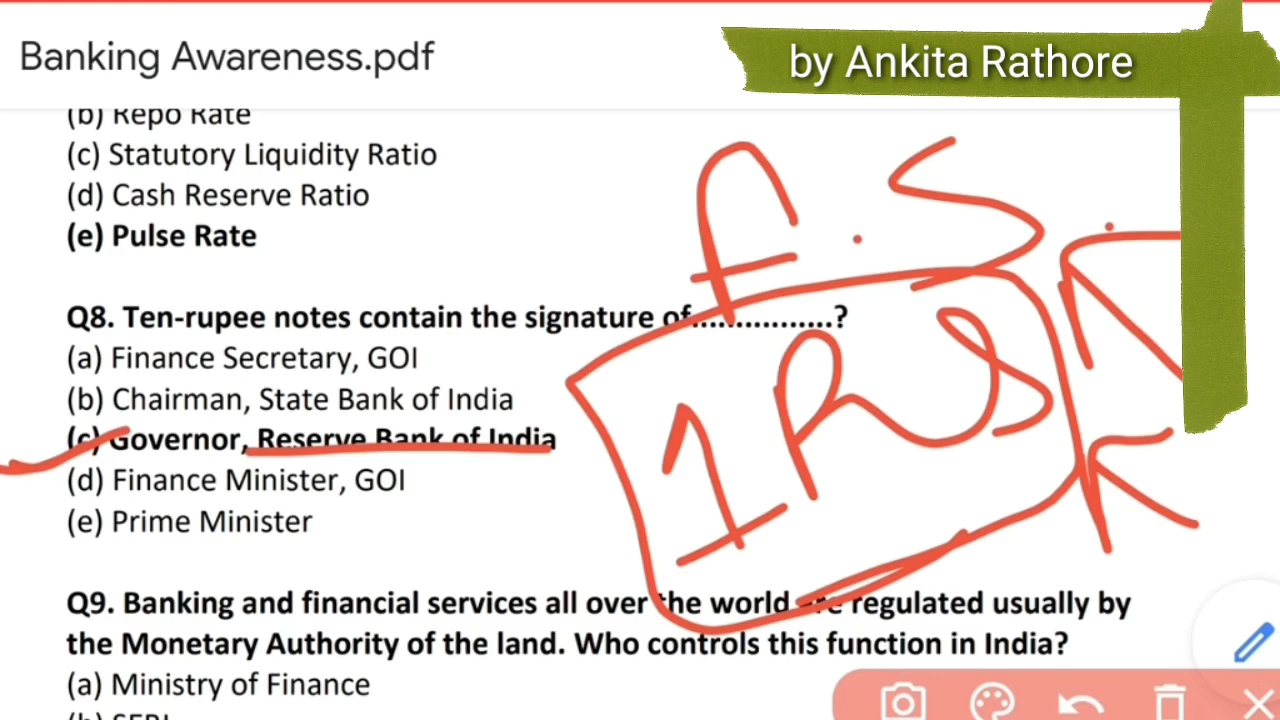 Banking Awareness.pdf
by Ankita Rathore
(b) Repo Rate
(c) Statutory Liquidity Ratio
(d) Cash Reserve Ratio
(e) Pulse Rate
F.S
Q8. Ten-rupee notes contain the signature of...............?
(a) Finance Secretary, GOI
(b) Chairman, State Bank of India
1RS
(c) Governor, Reserve Bank of India
(d) Finance Minister, GOI
(e) Prime Minister
Q9. Banking and financial services all over the world are regulated usually by
the Monetary Authority of the land. Who controls this function in India?
(a) Ministry of Finance
(b) SEBI